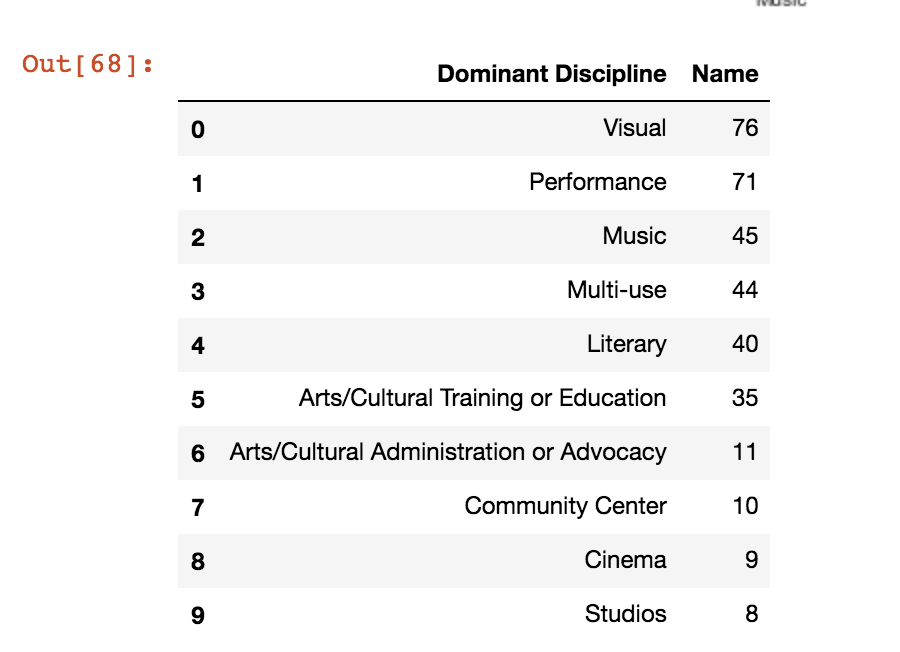 Music
Out[68]:
Dominant Discipline Name
0 Visual 76
1 Performance 71
2 Music 45
3 Multi-use 44
4 Literary 40
5 Arts/Cultural Training or Education 35
6 Arts/Cultural Administration or Advocacy 11
7 Community Center 10
8 Cinema 9
9 Studios 8